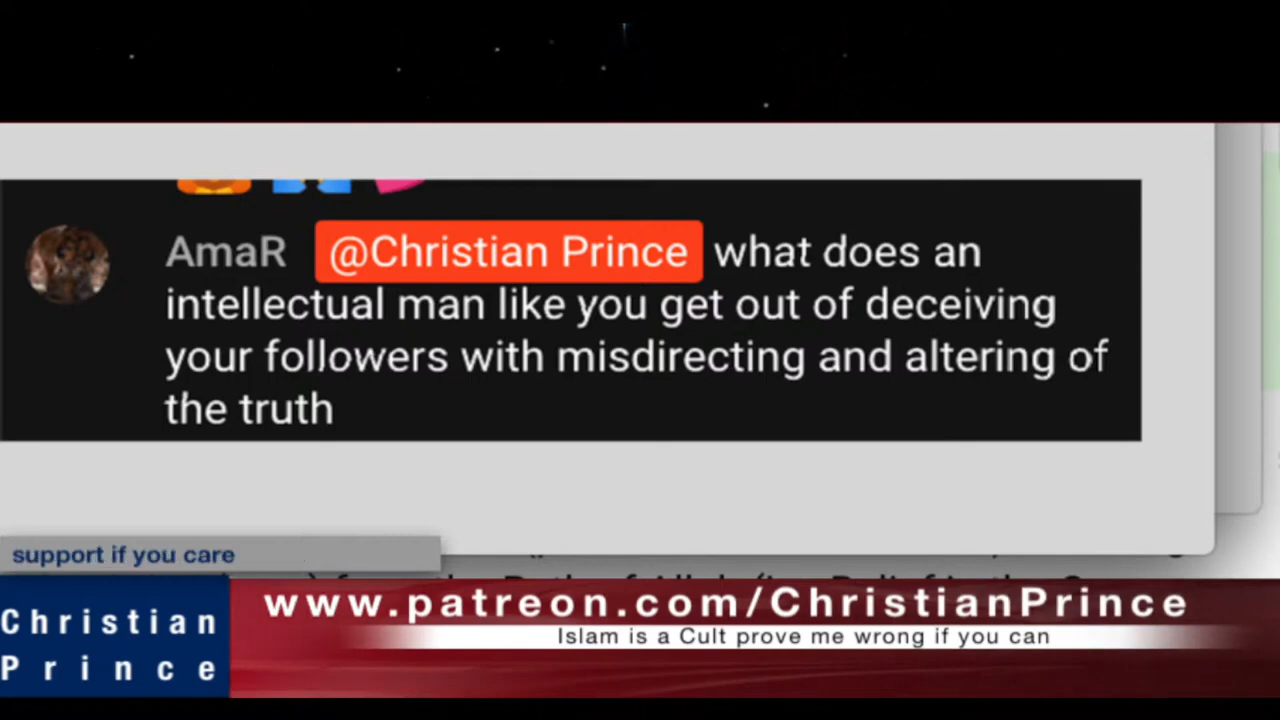 AmaR @Christian Prince what does an
intellectual man like you get out of deceiving
your followers with misdirecting and altering of
the truth
support if you care
Christian
Prince
www.patreon.com/ChristianPrince
Islam is a Cult prove me wrong if you can